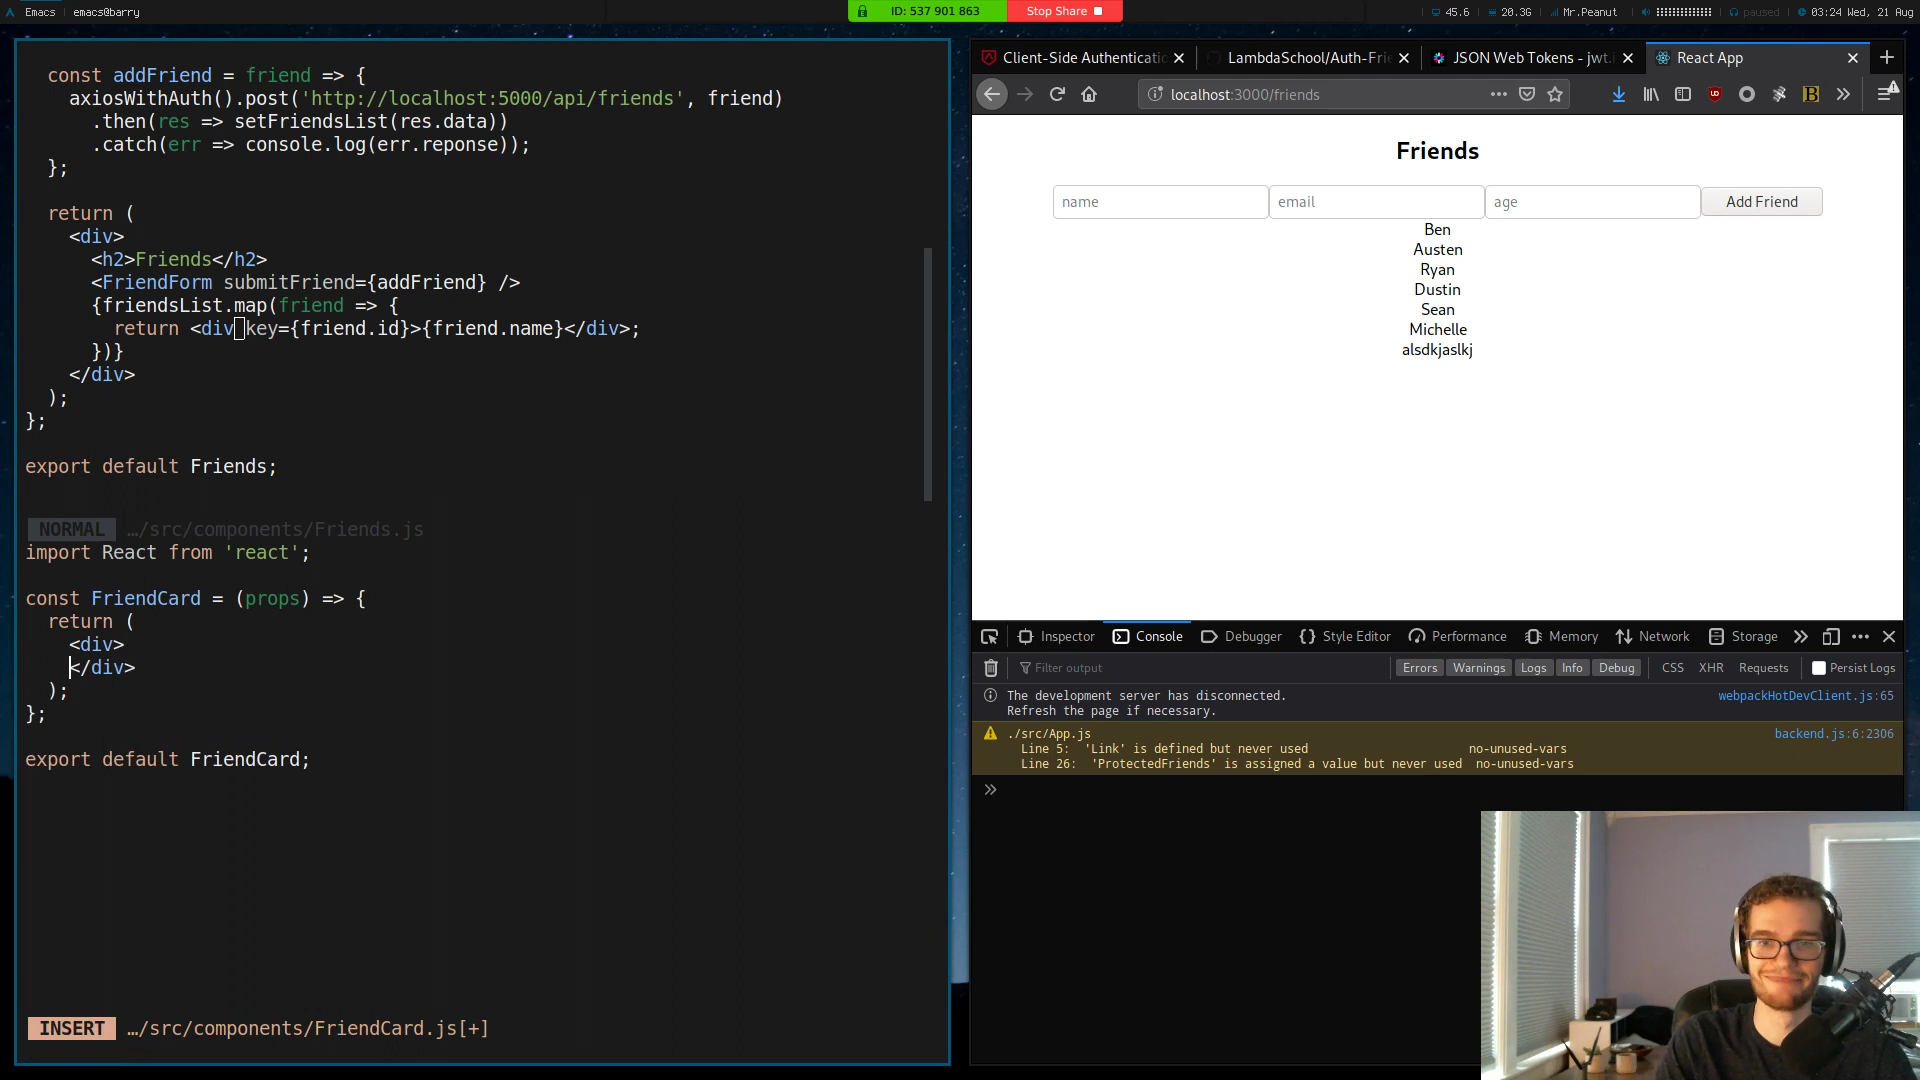 Emacs emacs@barry
ID: 537 901 863 Stop Share
45.6 20.3G Mr.Peanut paused 03:24 Wed, 21 Aug
const addFriend = friend => {
axiosWithAuth().post('http://localhost:5000/api/friends', friend)
.then(res => setFriendsList(res.data))
.catch(err => console.log(err.reponse));
};
return (
<div>
<h2>Friends</h2>
<FriendForm submitFriend={addFriend} />
{friendsList.map(friend => {
return <div key={friend.id}>{friend.name}</div>;
})}
</div>
);
};
export default Friends;
NORMAL …/src/components/Friends.js
import React from 'react';
const FriendCard = (props) => {
return (
<div>
</div>
);
};
export default FriendCard;
INSERT …/src/components/FriendCard.js[+]
Client-Side Authenticati LambdaSchool/Auth-Frie JSON Web Tokens - jwt.i React App
localhost:3000/friends
Friends
name email age Add Friend
Ben
Austen
Ryan
Dustin
Sean
Michelle
alsdkjaslkj
Inspector Console Debugger Style Editor Performance Memory Network Storage
Filter output Errors Warnings Logs Info Debug CSS XHR Requests Persist Logs
The development server has disconnected. webpackHotDevClient.js:65
Refresh the page if necessary.
./src/App.js backend.js:6:2306
Line 5: 'Link' is defined but never used no-unused-vars
Line 26: 'ProtectedFriends' is assigned a value but never used no-unused-vars